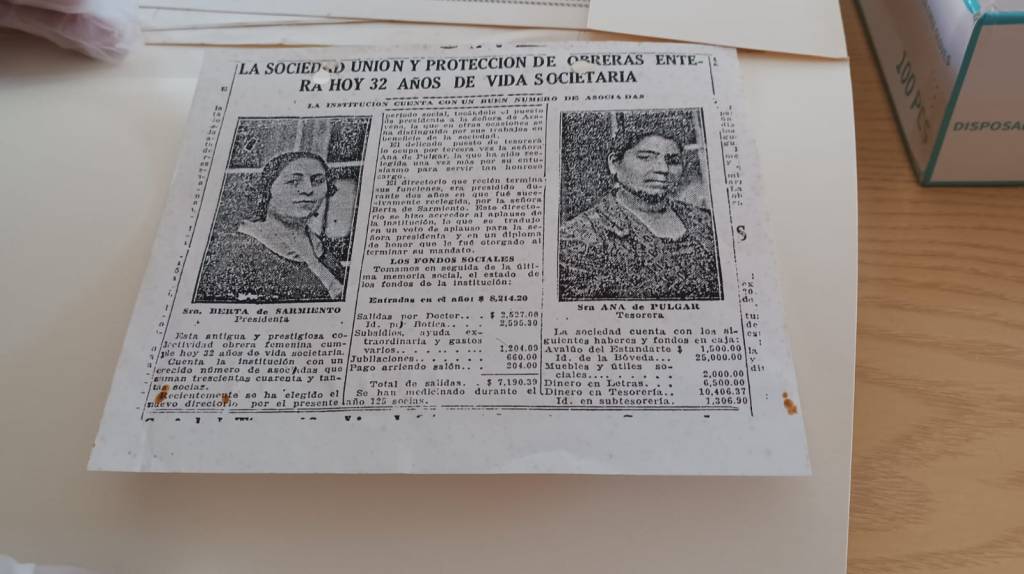 LA SOCIEDAD UNION Y PROTECCION DE OBRERAS ENTE-
RA HOY 32 AÑOS DE VIDA SOCIETARIA
LA INSTITUCION CUENTA CON UN BUEN NUMERO DE ASOCIADAS
Sra. BERTA de SARMIENTO
Presidenta
Esta antigua y prestigiosa co-
lectividad obrera femenina cum-
ple hoy 32 años de vida societaria.
Cuenta la institución con un
crecido número de asociadas que
suman trescientas cuarenta y tan-
tas socias.
Recientemente se ha elegido el
nuevo directorio por el presente
período social, tocándole el puesto
de presidenta a la señora de Ace-
la que en otras ocasiones se
ha distinguido por sus trabajos en
beneficio de la sociedad.
El delicado puesto de tesorera
lo ocupa por tercera vez la señora
Ana de Pulgar, la que ha sido ree-
legida una vez más por su entu-
siasmo para servir tan honroso
cargo.
El directorio que recién termina
sus funciones, era presidido du-
rante dos años en que fué suce-
sivamente reelegida, por la señora
Berta de Sarmiento. Este directo-
rio se hizo acreedor al aplauso de
la institución, lo que se tradujo
en un voto de aplauso para la se-
ñora presidenta y en un diploma
de honor que le fué otorgado al
terminar su mandato.
LOS FONDOS SOCIALES
Tomamos en seguida de la últi-
ma memoria social, el estado de
los fondos de la institución:
Entradas en el año: $ 8,214.20
Salidas por Doctor.. . $ 2,527.08
Id. por Botica.. . . 2,595.30
Subsidios, ayuda ex-
traordinaria y gastos
varios.. . . . . . . 1,204.09
Jubilaciones.. . . . . 660.00
Pago arriendo salón.. . 204.00
Total de salidas. . $ 7,190.39
Se han medicinado durante el
año 125 socias.
Sra ANA de PULGAR
Tesorera
La sociedad cuenta con los si-
guientes haberes y fondos en caja:
Avalúo del Estandarte $ 1,500.00
Id. de la Bóveda... 25,000.00
Muebles y útiles so-
ciales.. . . . . . 2,000.00
Dinero en Letras.. . . 6,500.00
Dinero en Tesorería.. . 10,406.37
Id. en subtesorería. . 1,306.90
100 PCS
DISPOSA